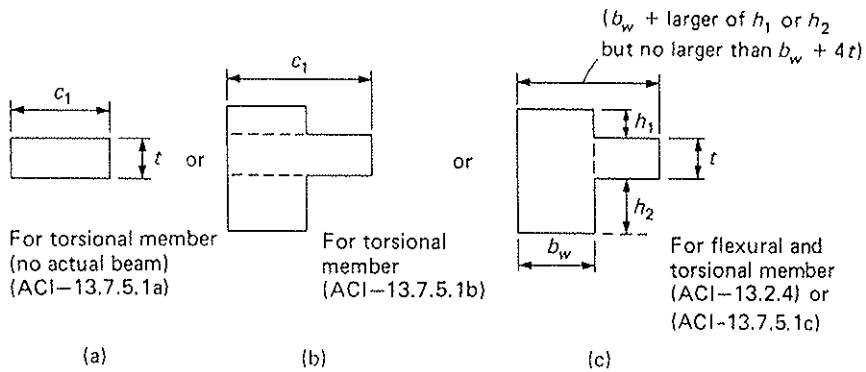 (b_w + larger of h_1 or h_2
but no larger than b_w + 4t)
c_1
c_1
h_1
t
or
or
t
h_2
b_w
For torsional member
(no actual beam)
(ACI–13.7.5.1a)
For torsional
member
(ACI–13.7.5.1b)
For flexural and
torsional member
(ACI–13.2.4) or
(ACI-13.7.5.1c)
(a)
(b)
(c)